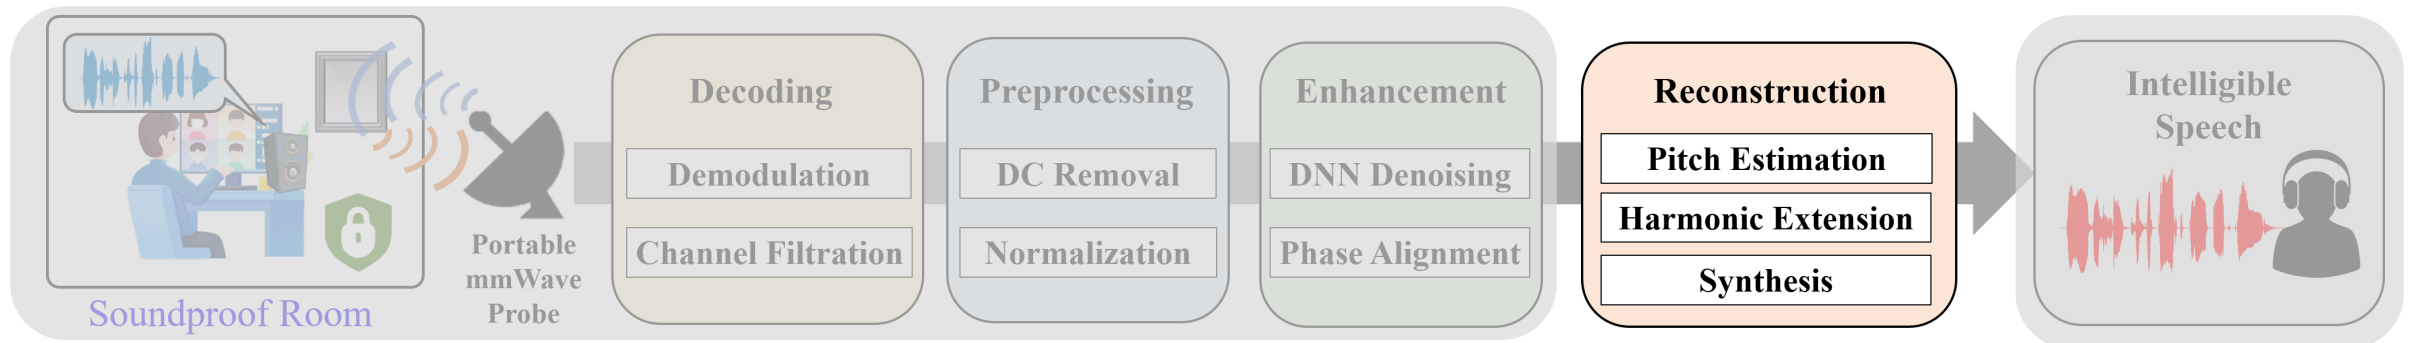 Soundproof Room
Portable
mmWave
Probe
Decoding
Demodulation
Channel Filtration
Preprocessing
DC Removal
Normalization
Enhancement
DNN Denoising
Phase Alignment
Reconstruction
Pitch Estimation
Harmonic Extension
Synthesis
Intelligible
Speech